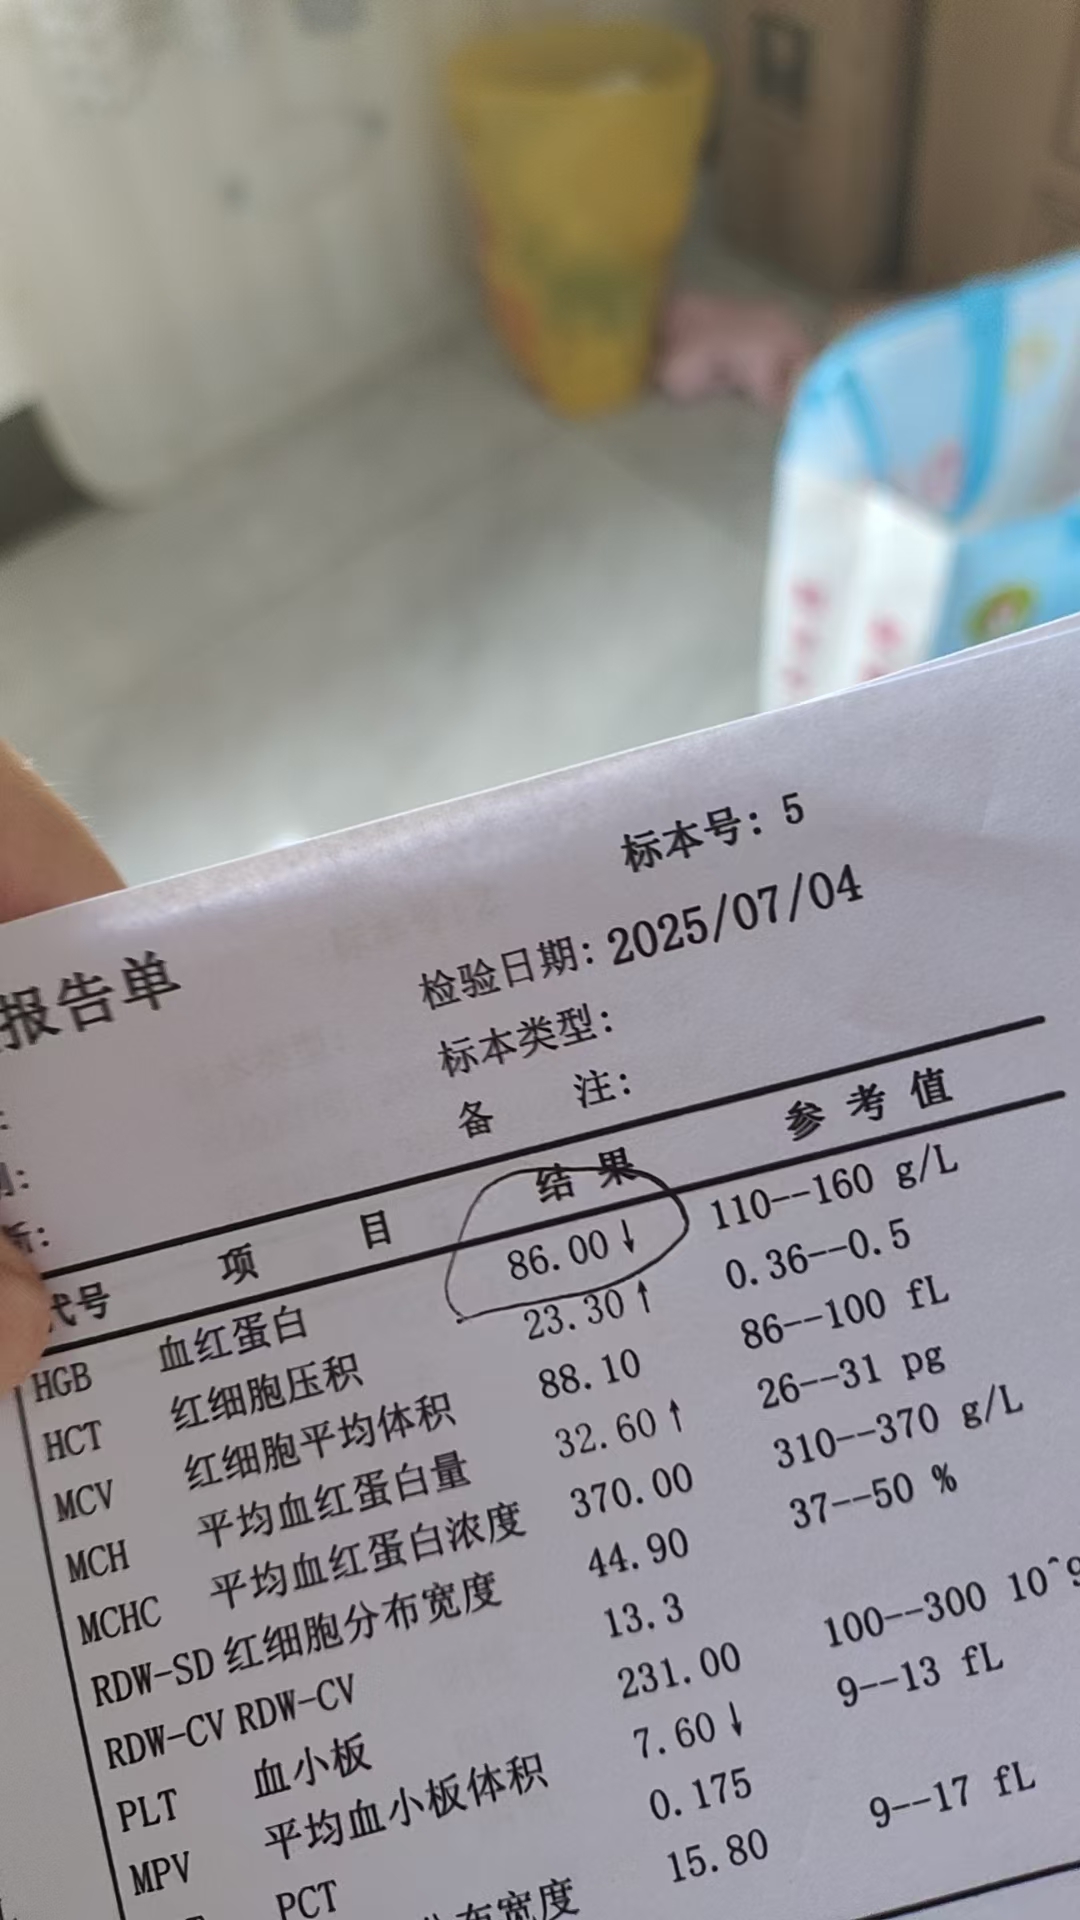 标本号: 5
报告单
检验日期: 2025/07/04
标本类型:
备 注:
代号 项 目 结 果 参 考 值
HGB 血红蛋白 86.00↓ 110--160 g/L
HCT 红细胞压积 23.30↑ 0.36--0.5
MCV 红细胞平均体积 88.10 86--100 fL
MCH 平均血红蛋白量 32.60↑ 26--31 pg
MCHC 平均血红蛋白浓度 370.00 310--370 g/L
RDW-SD 红细胞分布宽度 44.90 37--50 %
RDW-CV RDW-CV 13.3
PLT 血小板 231.00 100--300 10^9
MPV 平均血小板体积 7.60↓ 9--13 fL
PCT 0.175
分布宽度 15.80 9--17 fL